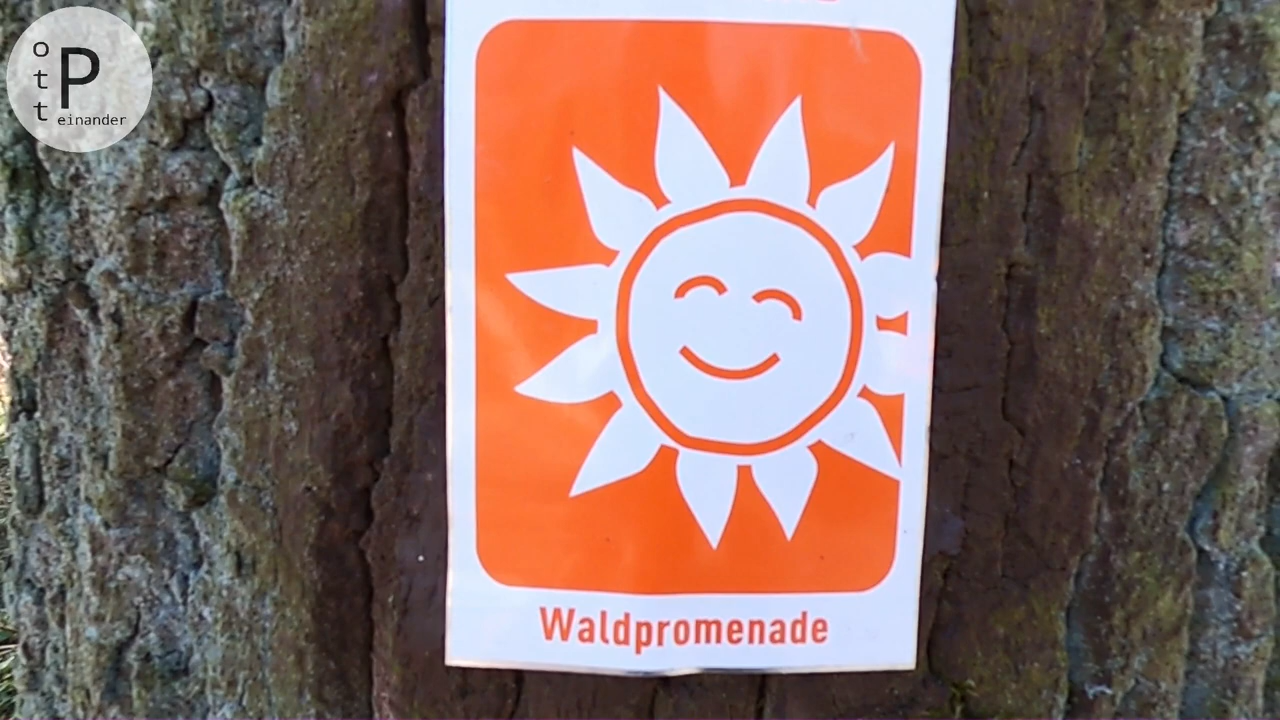 o
t P
t einander
Waldpromenade